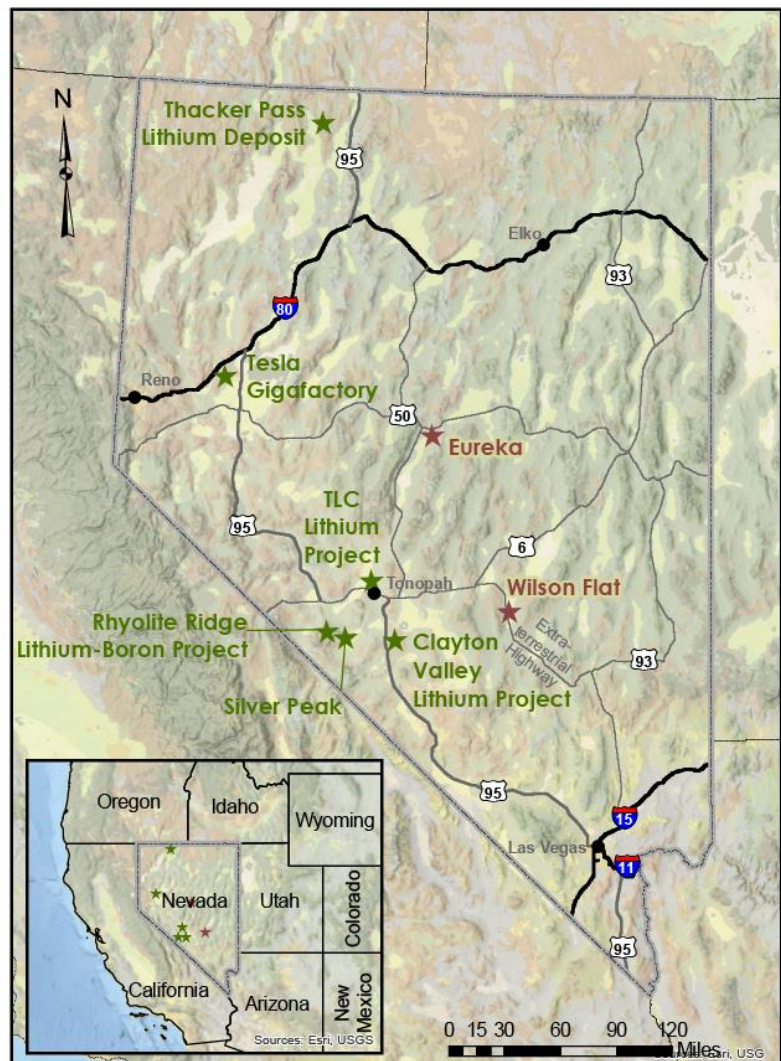 N
Thacker Pass
Lithium Deposit
95
Elko
93
80
Reno
Tesla
Gigafactory
50
Eureka
95
TLC
Lithium
Project
6
Tonopah
Wilson Flat
Rhyolite Ridge
Lithium-Boron Project
Extra-
terrestrial
Highway
93
Clayton
Valley
Lithium Project
Silver Peak
95
15
Las Vegas
11
95
Oregon
Idaho
Wyoming
Nevada
Utah
Colorado
California
Arizona
New
Mexico
Sources: Esri, USGS
0 15 30 60 90 120
Miles
Esri, USG